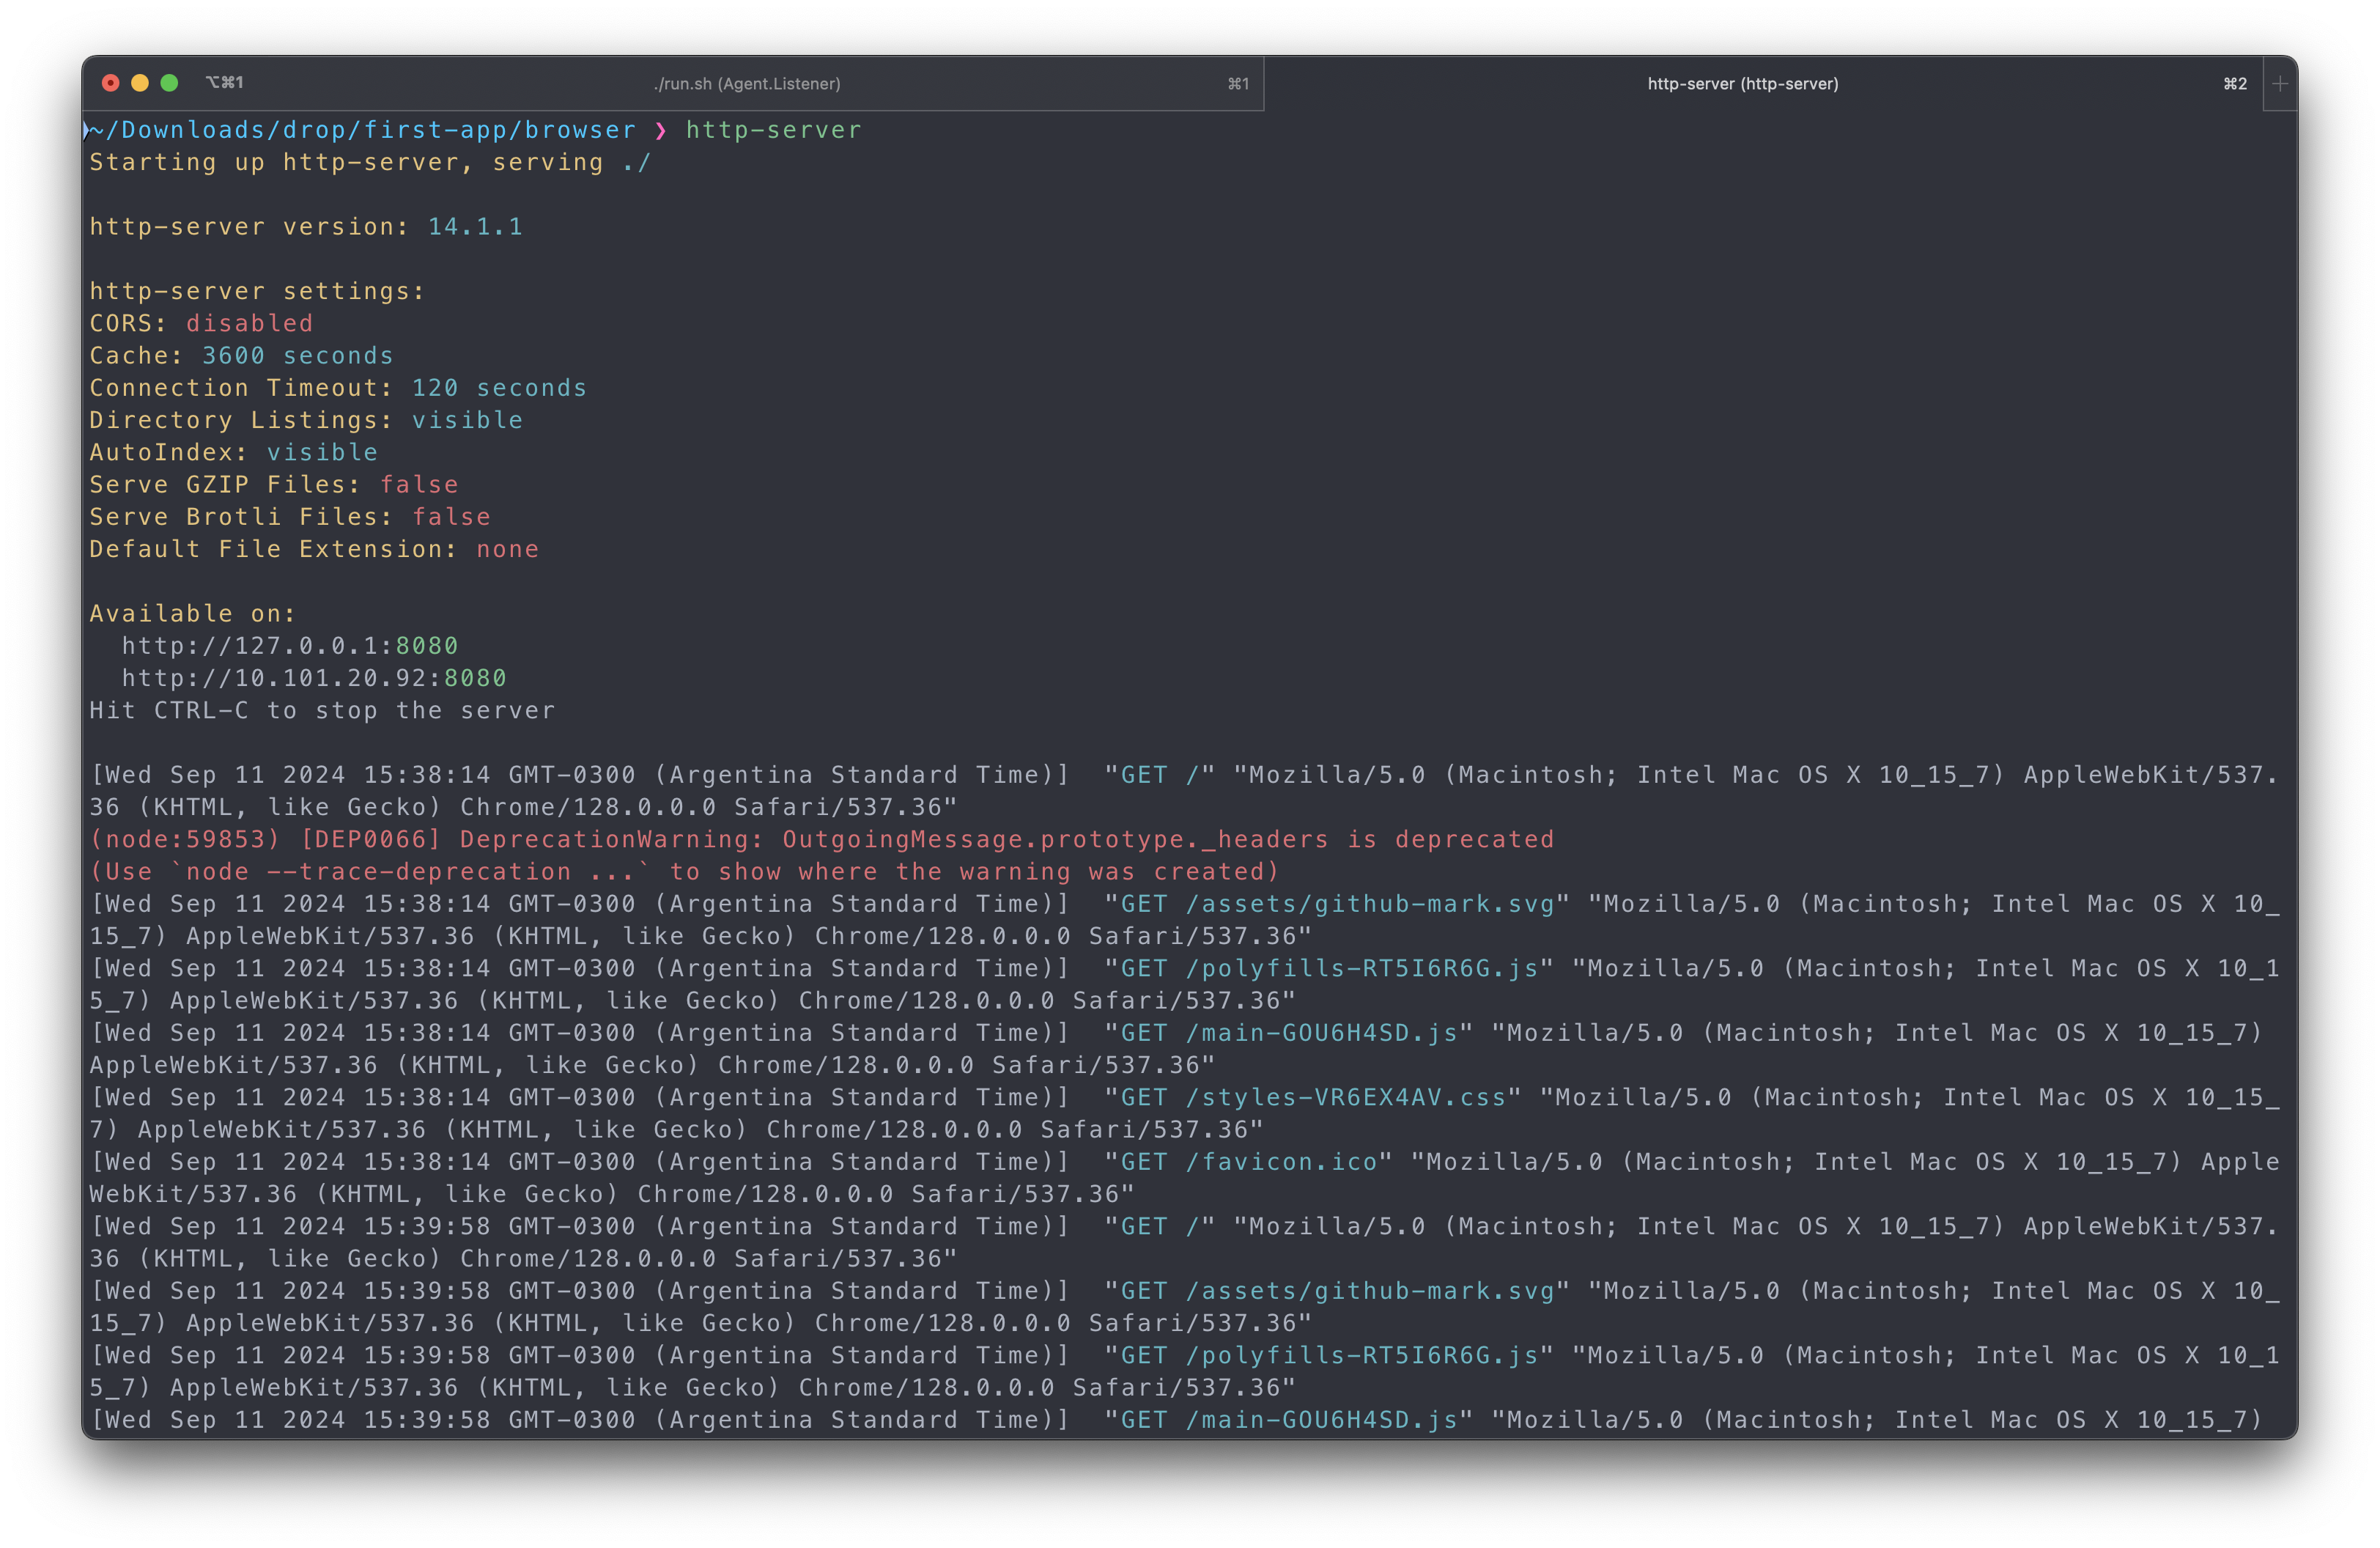 ⌥⌘1 ./run.sh (Agent.Listener) ⌘1 http-server (http-server) ⌘2 +
~/Downloads/drop/first-app/browser ❯ http-server
Starting up http-server, serving ./
http-server version: 14.1.1
http-server settings:
CORS: disabled
Cache: 3600 seconds
Connection Timeout: 120 seconds
Directory Listings: visible
AutoIndex: visible
Serve GZIP Files: false
Serve Brotli Files: false
Default File Extension: none
Available on:
  http://127.0.0.1:8080
  http://10.101.20.92:8080
Hit CTRL-C to stop the server
[Wed Sep 11 2024 15:38:14 GMT-0300 (Argentina Standard Time)]  "GET /" "Mozilla/5.0 (Macintosh; Intel Mac OS X 10_15_7) AppleWebKit/537.
36 (KHTML, like Gecko) Chrome/128.0.0.0 Safari/537.36"
(node:59853) [DEP0066] DeprecationWarning: OutgoingMessage.prototype._headers is deprecated
(Use `node --trace-deprecation ...` to show where the warning was created)
[Wed Sep 11 2024 15:38:14 GMT-0300 (Argentina Standard Time)]  "GET /assets/github-mark.svg" "Mozilla/5.0 (Macintosh; Intel Mac OS X 10_
15_7) AppleWebKit/537.36 (KHTML, like Gecko) Chrome/128.0.0.0 Safari/537.36"
[Wed Sep 11 2024 15:38:14 GMT-0300 (Argentina Standard Time)]  "GET /polyfills-RT5I6R6G.js" "Mozilla/5.0 (Macintosh; Intel Mac OS X 10_1
5_7) AppleWebKit/537.36 (KHTML, like Gecko) Chrome/128.0.0.0 Safari/537.36"
[Wed Sep 11 2024 15:38:14 GMT-0300 (Argentina Standard Time)]  "GET /main-GOU6H4SD.js" "Mozilla/5.0 (Macintosh; Intel Mac OS X 10_15_7)
AppleWebKit/537.36 (KHTML, like Gecko) Chrome/128.0.0.0 Safari/537.36"
[Wed Sep 11 2024 15:38:14 GMT-0300 (Argentina Standard Time)]  "GET /styles-VR6EX4AV.css" "Mozilla/5.0 (Macintosh; Intel Mac OS X 10_15_
7) AppleWebKit/537.36 (KHTML, like Gecko) Chrome/128.0.0.0 Safari/537.36"
[Wed Sep 11 2024 15:38:14 GMT-0300 (Argentina Standard Time)]  "GET /favicon.ico" "Mozilla/5.0 (Macintosh; Intel Mac OS X 10_15_7) Apple
WebKit/537.36 (KHTML, like Gecko) Chrome/128.0.0.0 Safari/537.36"
[Wed Sep 11 2024 15:39:58 GMT-0300 (Argentina Standard Time)]  "GET /" "Mozilla/5.0 (Macintosh; Intel Mac OS X 10_15_7) AppleWebKit/537.
36 (KHTML, like Gecko) Chrome/128.0.0.0 Safari/537.36"
[Wed Sep 11 2024 15:39:58 GMT-0300 (Argentina Standard Time)]  "GET /assets/github-mark.svg" "Mozilla/5.0 (Macintosh; Intel Mac OS X 10_
15_7) AppleWebKit/537.36 (KHTML, like Gecko) Chrome/128.0.0.0 Safari/537.36"
[Wed Sep 11 2024 15:39:58 GMT-0300 (Argentina Standard Time)]  "GET /polyfills-RT5I6R6G.js" "Mozilla/5.0 (Macintosh; Intel Mac OS X 10_1
5_7) AppleWebKit/537.36 (KHTML, like Gecko) Chrome/128.0.0.0 Safari/537.36"
[Wed Sep 11 2024 15:39:58 GMT-0300 (Argentina Standard Time)]  "GET /main-GOU6H4SD.js" "Mozilla/5.0 (Macintosh; Intel Mac OS X 10_15_7)